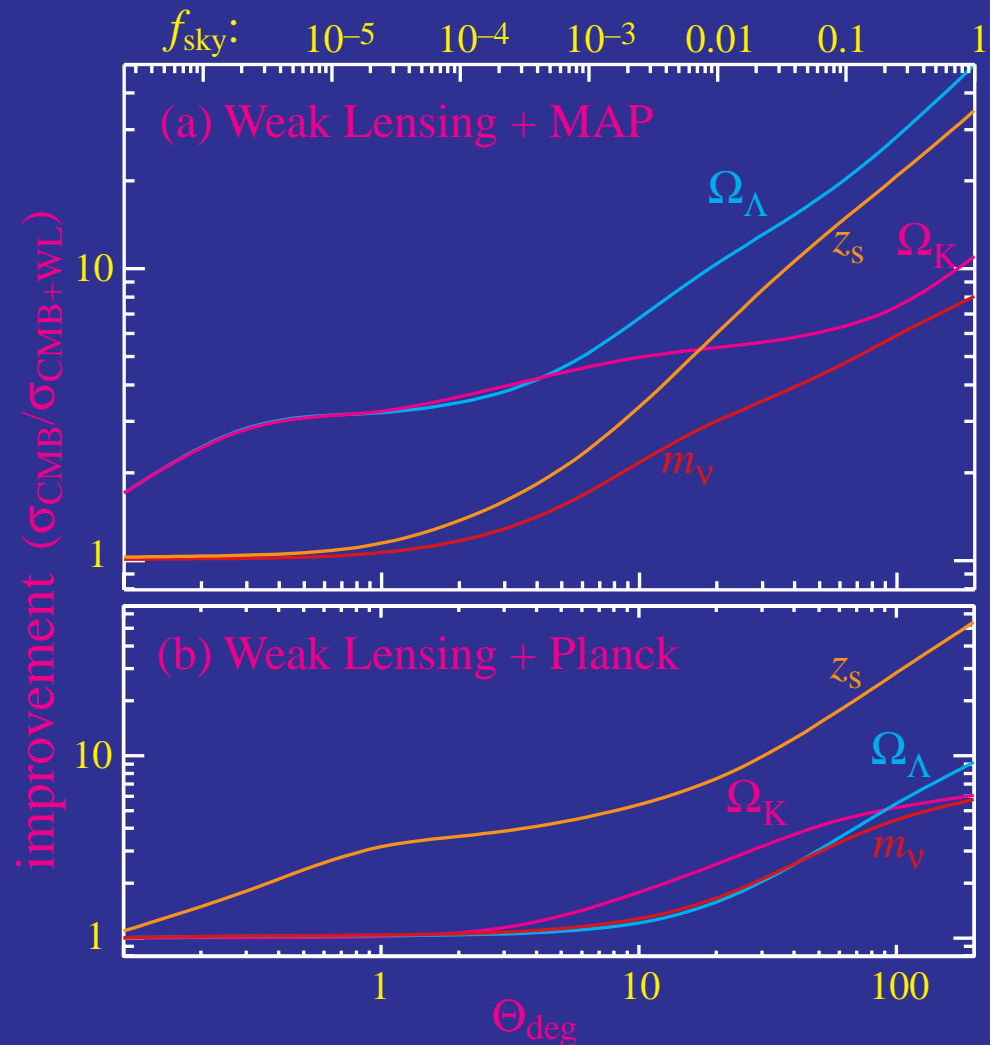 f_sky: 10^–5 10^–4 10^–3 0.01 0.1 1
(a) Weak Lensing + MAP
Ω_Λ
z_s
Ω_K
m_ν
10
1
improvement (σ_CMB/σ_CMB+WL)
(b) Weak Lensing + Planck
z_s
Ω_Λ
Ω_K
m_ν
10
1
1 10 100
Θ_deg